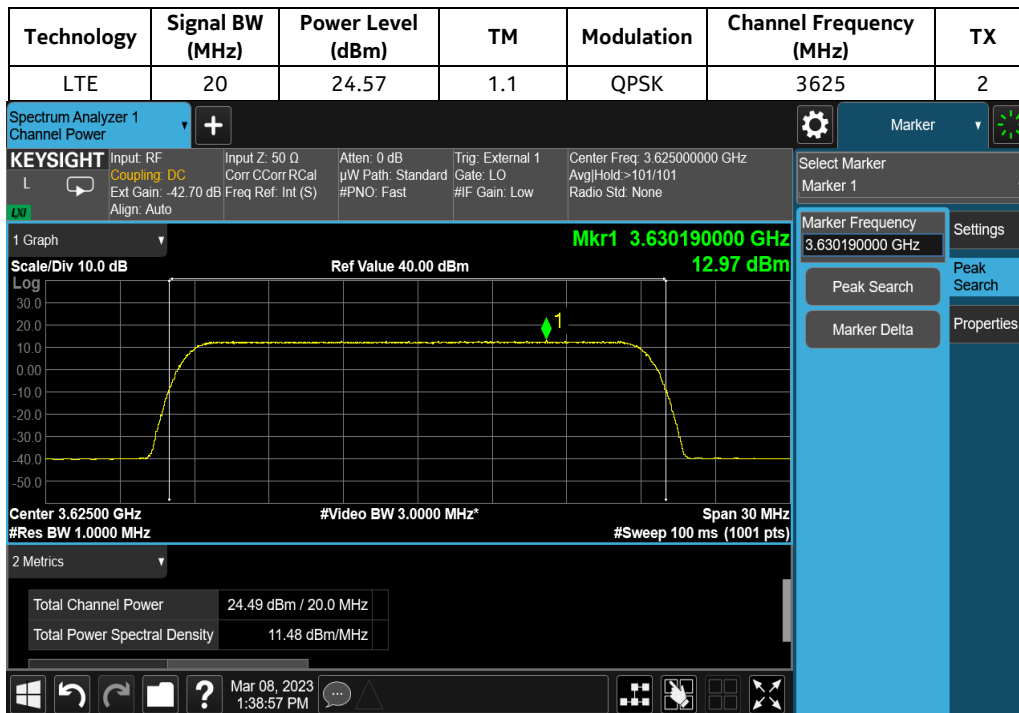 Technology Signal BW (MHz) Power Level (dBm) TM Modulation Channel Frequency (MHz) TX
LTE 20 24.57 1.1 QPSK 3625 2
Spectrum Analyzer 1
Channel Power
+
Marker
KEYSIGHT
L
LXI
Input: RF
Coupling: DC
Ext Gain: -42.70 dB
Align: Auto
Input Z: 50 Ω
Corr CCorr RCal
Freq Ref: Int (S)
Atten: 0 dB
µW Path: Standard
#PNO: Fast
Trig: External 1
Gate: LO
#IF Gain: Low
Center Freq: 3.625000000 GHz
Avg|Hold:>101/101
Radio Std: None
Select Marker
Marker 1
Marker Frequency
3.630190000 GHz
Peak Search
Marker Delta
Settings
Peak
Search
Properties
1 Graph
Mkr1 3.630190000 GHz
12.97 dBm
Scale/Div 10.0 dB
Ref Value 40.00 dBm
Log
30.0
20.0
10.0
0.00
-10.0
-20.0
-30.0
-40.0
-50.0
1
Center 3.62500 GHz
#Video BW 3.0000 MHz*
Span 30 MHz
#Res BW 1.0000 MHz
#Sweep 100 ms (1001 pts)
2 Metrics
Total Channel Power 24.49 dBm / 20.0 MHz
Total Power Spectral Density 11.48 dBm/MHz
?
Mar 08, 2023
1:38:57 PM